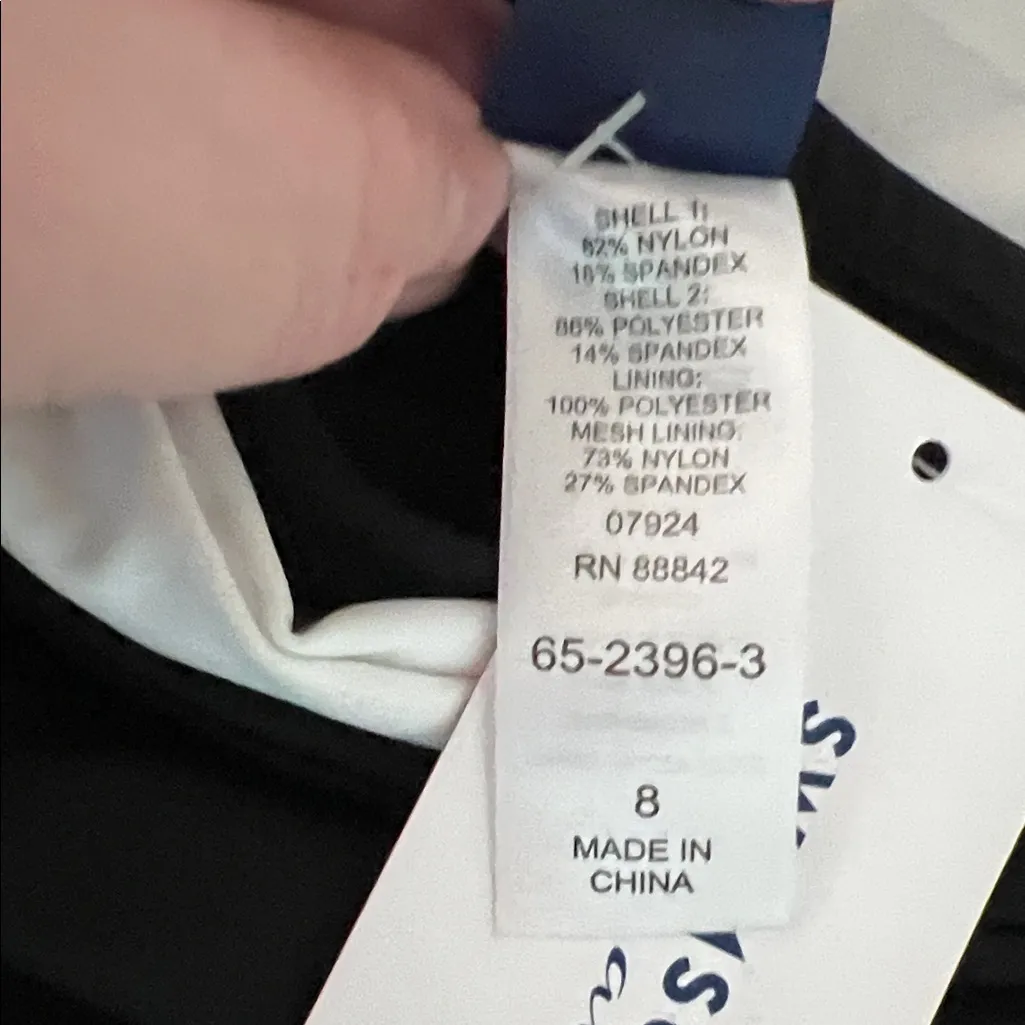 SHELL 1:
82% NYLON
18% SPANDEX
SHELL 2:
86% POLYESTER
14% SPANDEX
LINING:
100% POLYESTER
MESH LINING:
73% NYLON
27% SPANDEX
07924
RN 88842
65-2396-3
8
MADE IN
CHINA